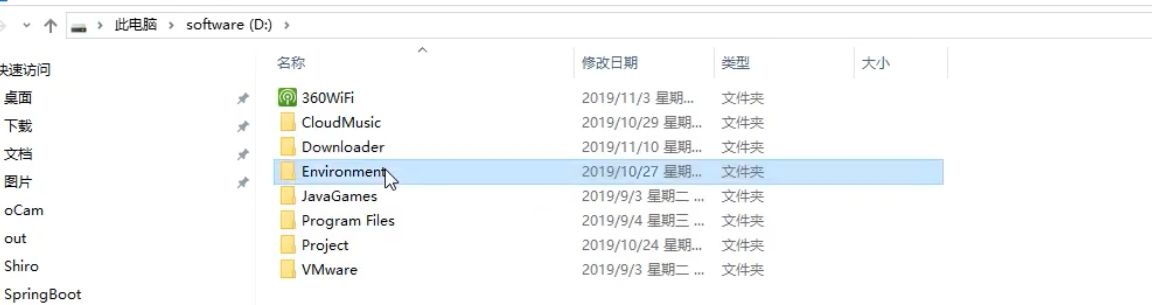 此电脑 › software (D:) ›
名称 修改日期 类型 大小
快速访问
桌面
下载
文档
图片
oCam
out
Shiro
SpringBoot
360WiFi 2019/11/3 星期... 文件夹
CloudMusic 2019/10/29 星期... 文件夹
Downloader 2019/11/10 星期... 文件夹
Environment 2019/10/27 星期... 文件夹
JavaGames 2019/9/3 星期二 ... 文件夹
Program Files 2019/9/4 星期三 ... 文件夹
Project 2019/10/24 星期... 文件夹
VMware 2019/9/3 星期二 ... 文件夹